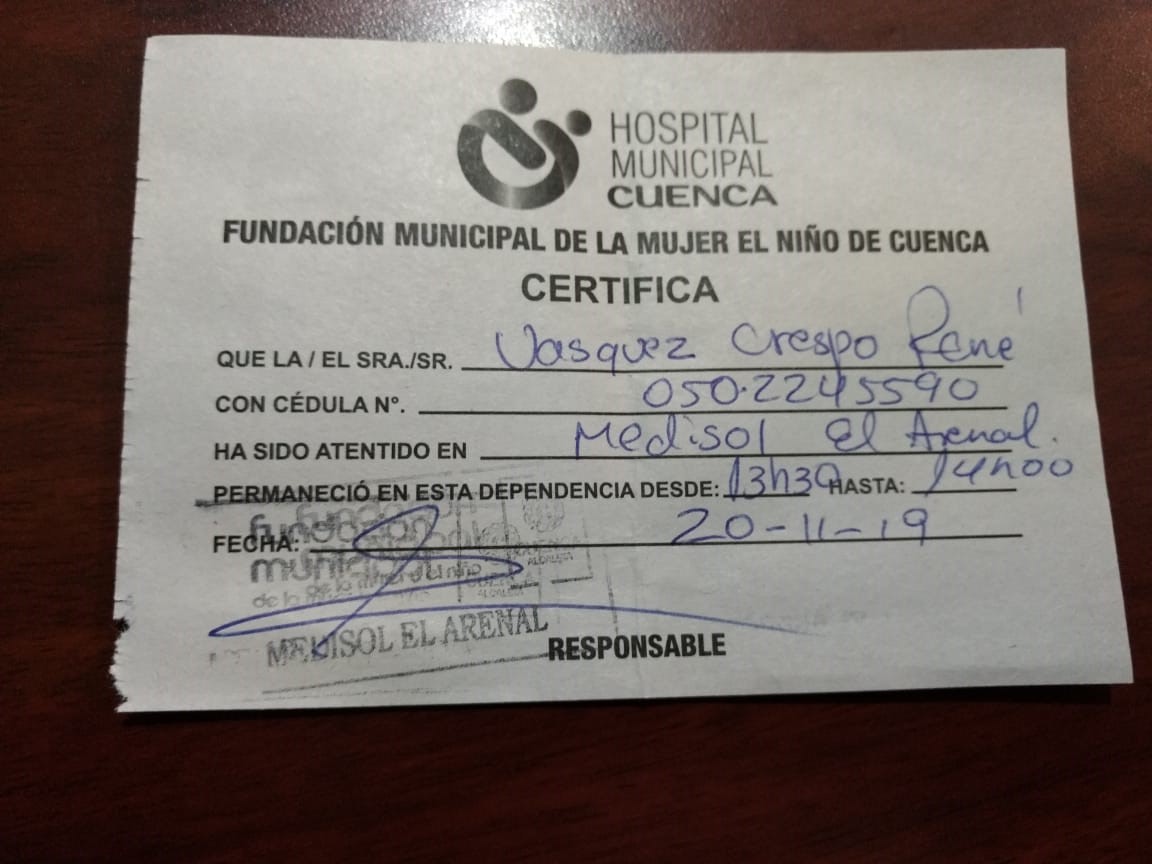 HOSPITAL
MUNICIPAL
CUENCA
FUNDACIÓN MUNICIPAL DE LA MUJER EL NIÑO DE CUENCA
CERTIFICA
QUE LA / EL SRA./SR. Vasquez Crespo René
CON CÉDULA N°. 050.2245590
HA SIDO ATENTIDO EN Medisol El Arenal.
PERMANECIÓ EN ESTA DEPENDENCIA DESDE: 13h30 HASTA: 14h00
FECHA: 20-11-19
fundación
municipal
de la mujer el niño
MEDISOL EL ARENAL
RESPONSABLE